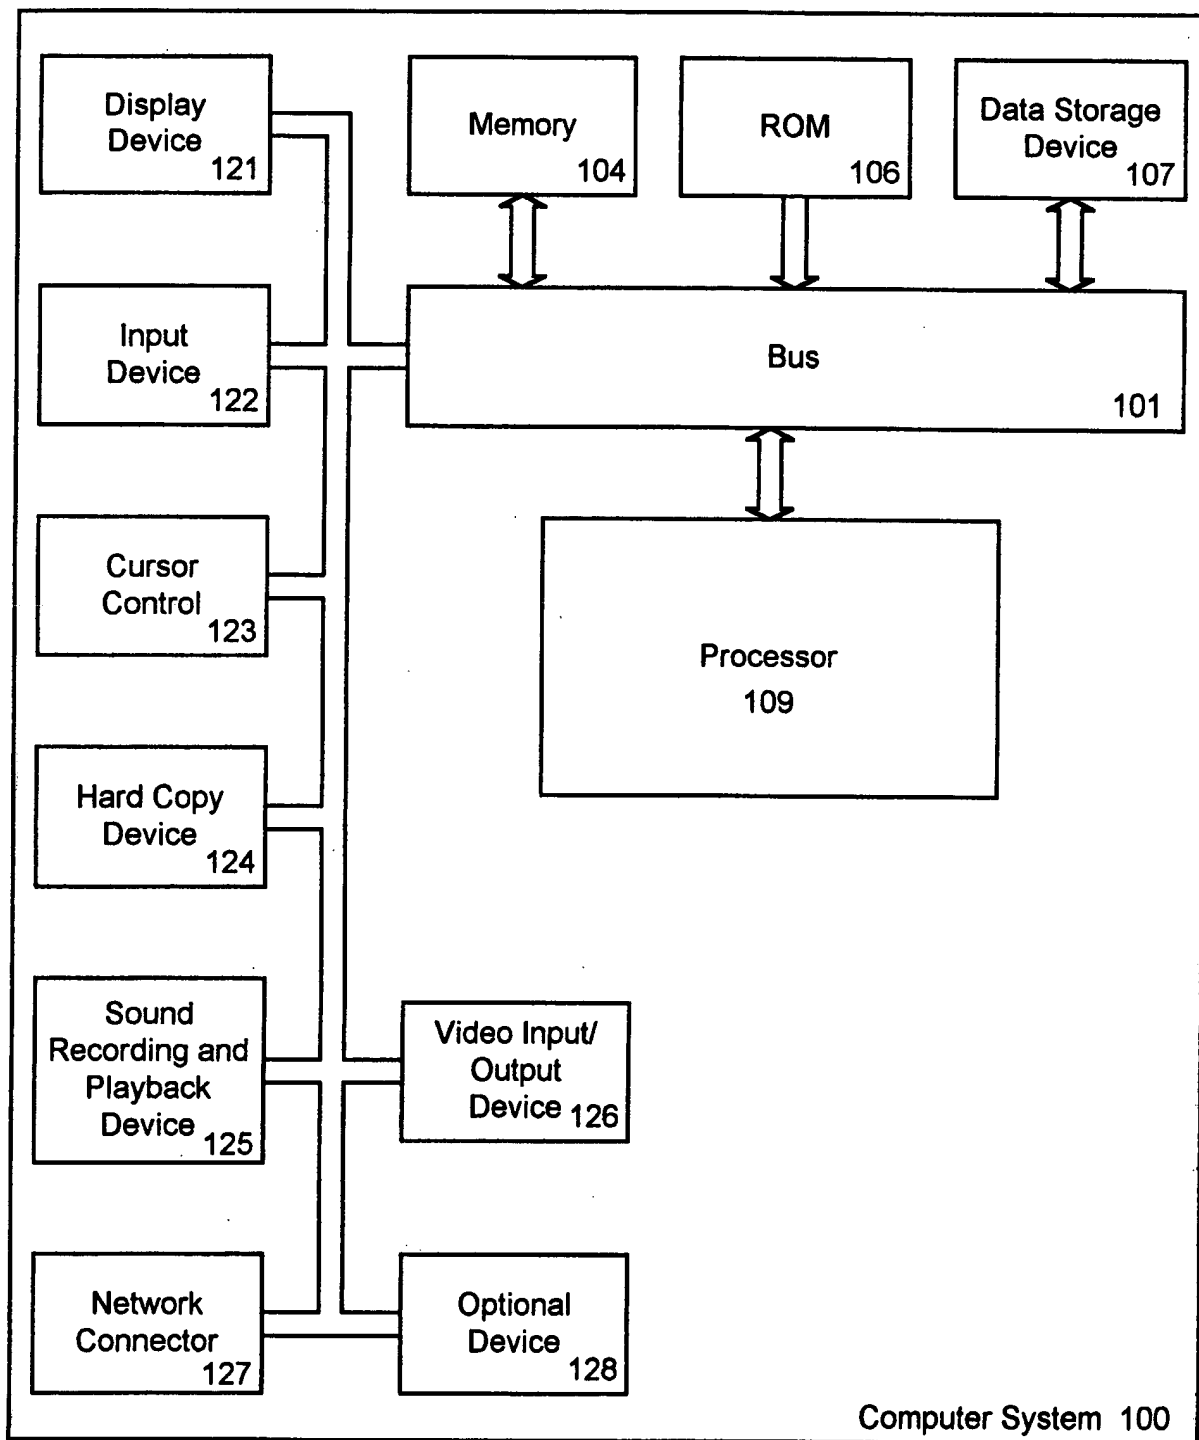 Display
Device
121
Memory
104
ROM
106
Data Storage
Device
107
Input
Device
122
Bus
101
Cursor
Control
123
Processor
109
Hard Copy
Device
124
Sound
Recording and
Playback
Device
125
Video Input/
Output
Device
126
Network
Connector
127
Optional
Device
128
Computer System 100